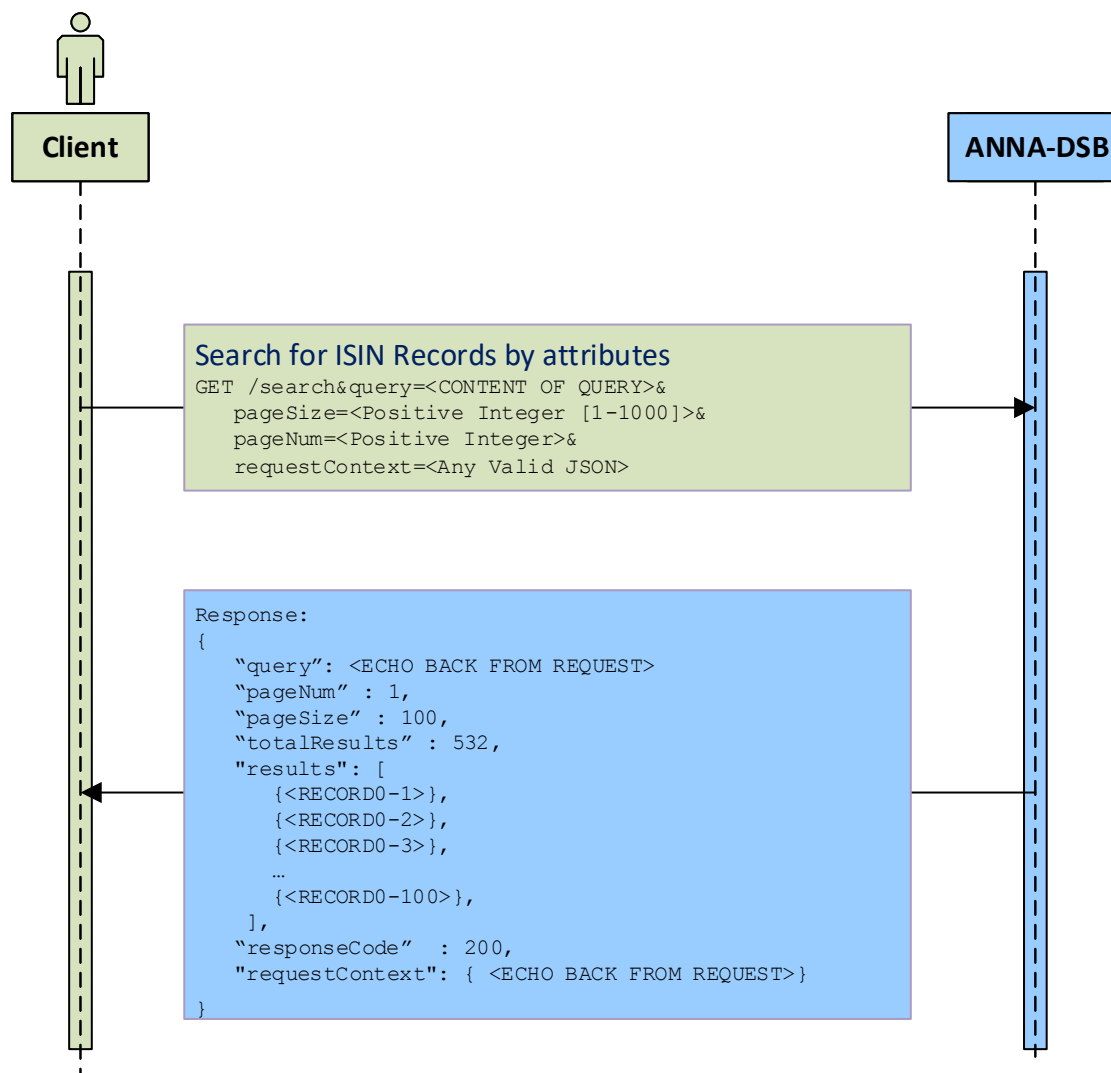 Client
ANNA-DSB
Search for ISIN Records by attributes
GET /search&query=<CONTENT OF QUERY>&
pageSize=<Positive Integer [1-1000]>&
pageNum=<Positive Integer>&
requestContext=<Any Valid JSON>
Response:
{
“query”: <ECHO BACK FROM REQUEST>
“pageNum” : 1,
“pageSize” : 100,
“totalResults” : 532,
"results": [
{<RECORD0-1>},
{<RECORD0-2>},
{<RECORD0-3>},
…
{<RECORD0-100>},
],
“responseCode” : 200,
"requestContext": { <ECHO BACK FROM REQUEST>}
}